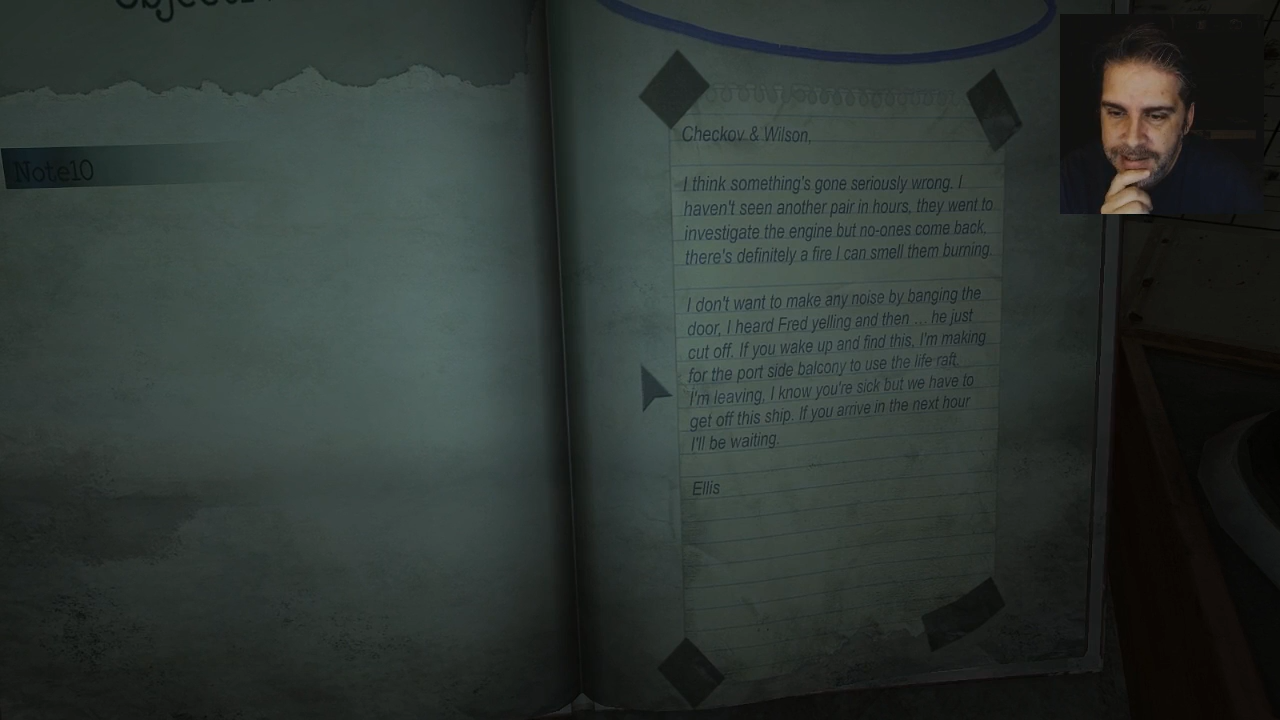 Note10
Checkov & Wilson,
I think something's gone seriously wrong. I
haven't seen another pair in hours, they went to
investigate the engine but no-ones come back,
there's definitely a fire I can smell them burning.
I don't want to make any noise by banging the
door, I heard Fred yelling and then ... he just
cut off. If you wake up and find this, I'm making
for the port side balcony to use the life raft.
I'm leaving, I know you're sick but we have to
get off this ship. If you arrive in the next hour
I'll be waiting.
Ellis